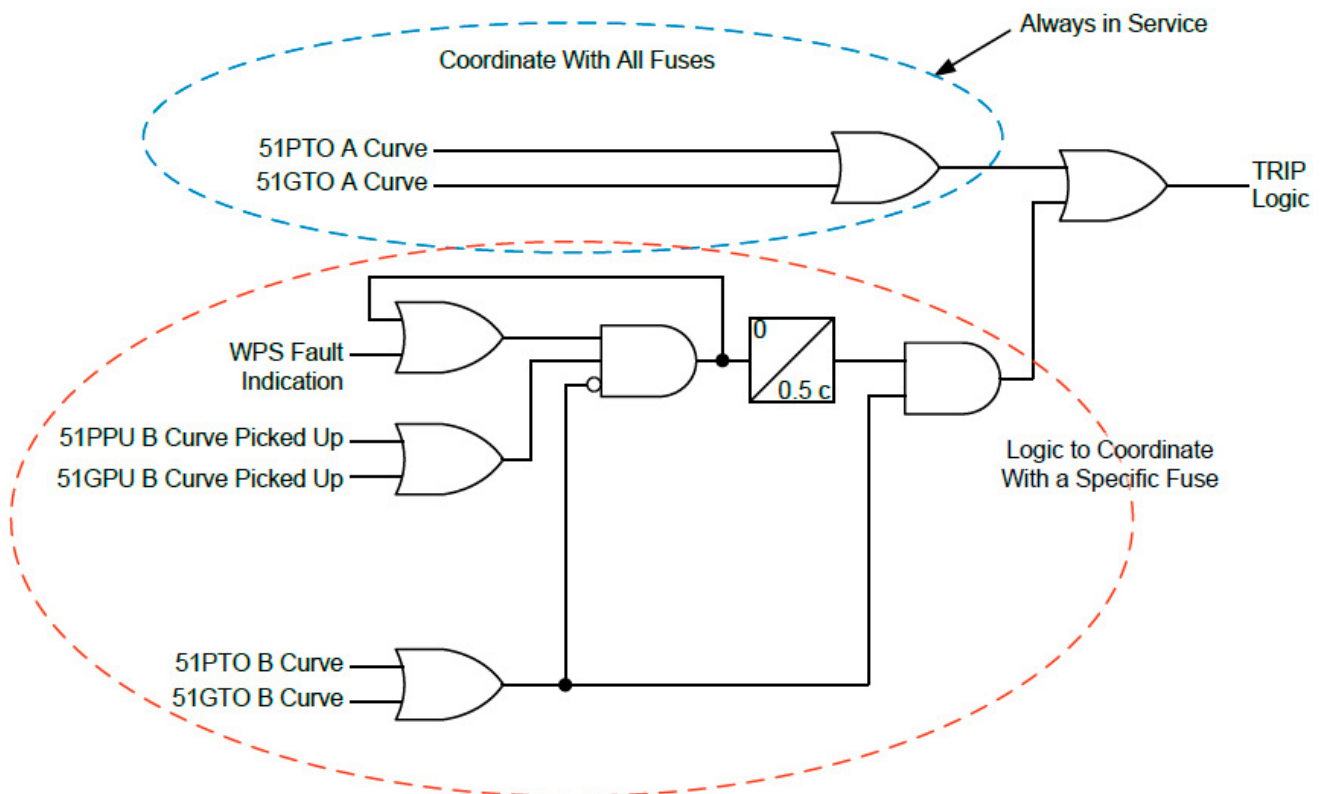 Always in Service
Coordinate With All Fuses
51PTO A Curve
51GTO A Curve
TRIP
Logic
WPS Fault
Indication
0
0.5 c
51PPU B Curve Picked Up
51GPU B Curve Picked Up
Logic to Coordinate
With a Specific Fuse
51PTO B Curve
51GTO B Curve